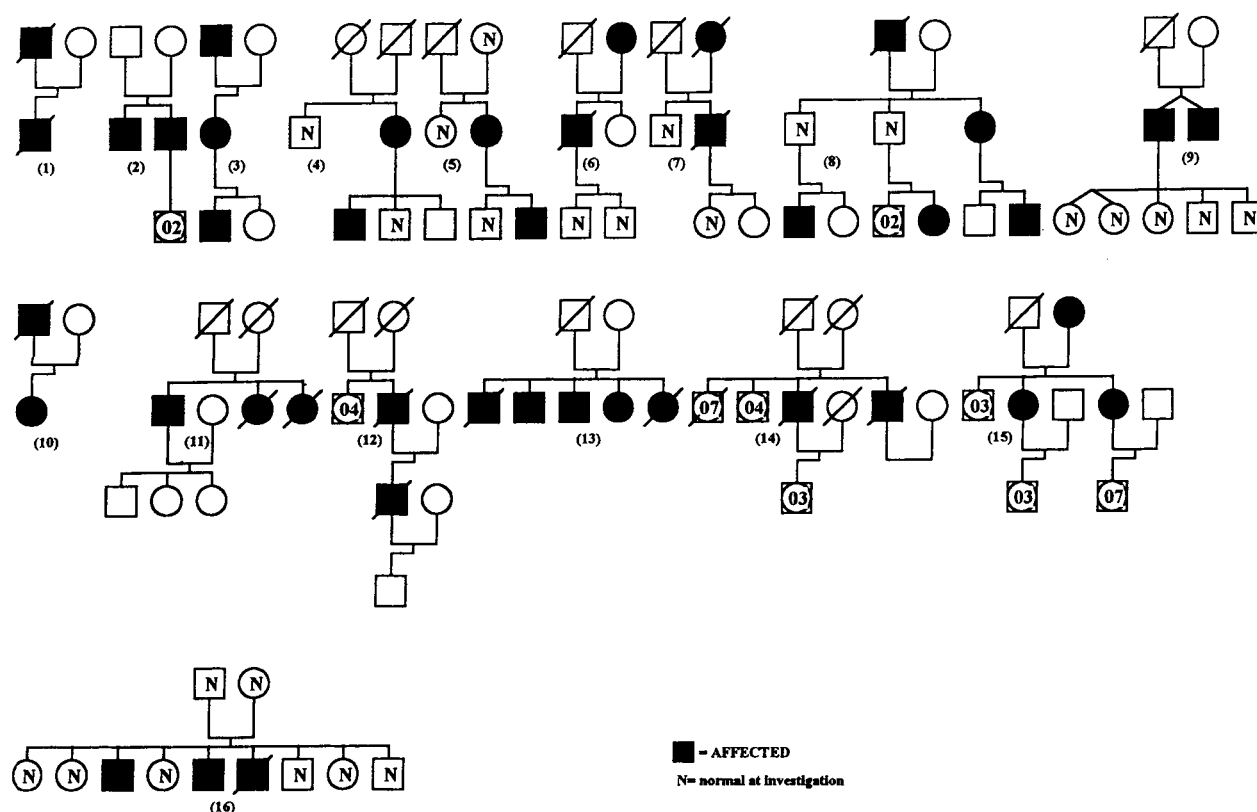 N
N N N N N N
(1) (2) (3) (4) (5) (6) (7) (8) (9)
02 N N N N N 02 N N N N N
04 07 04 03
(10) (11) (12) (13) (14) (15)
03 03 07
N N
N N N N N N
(16)
= AFFECTED
N= normal at investigation